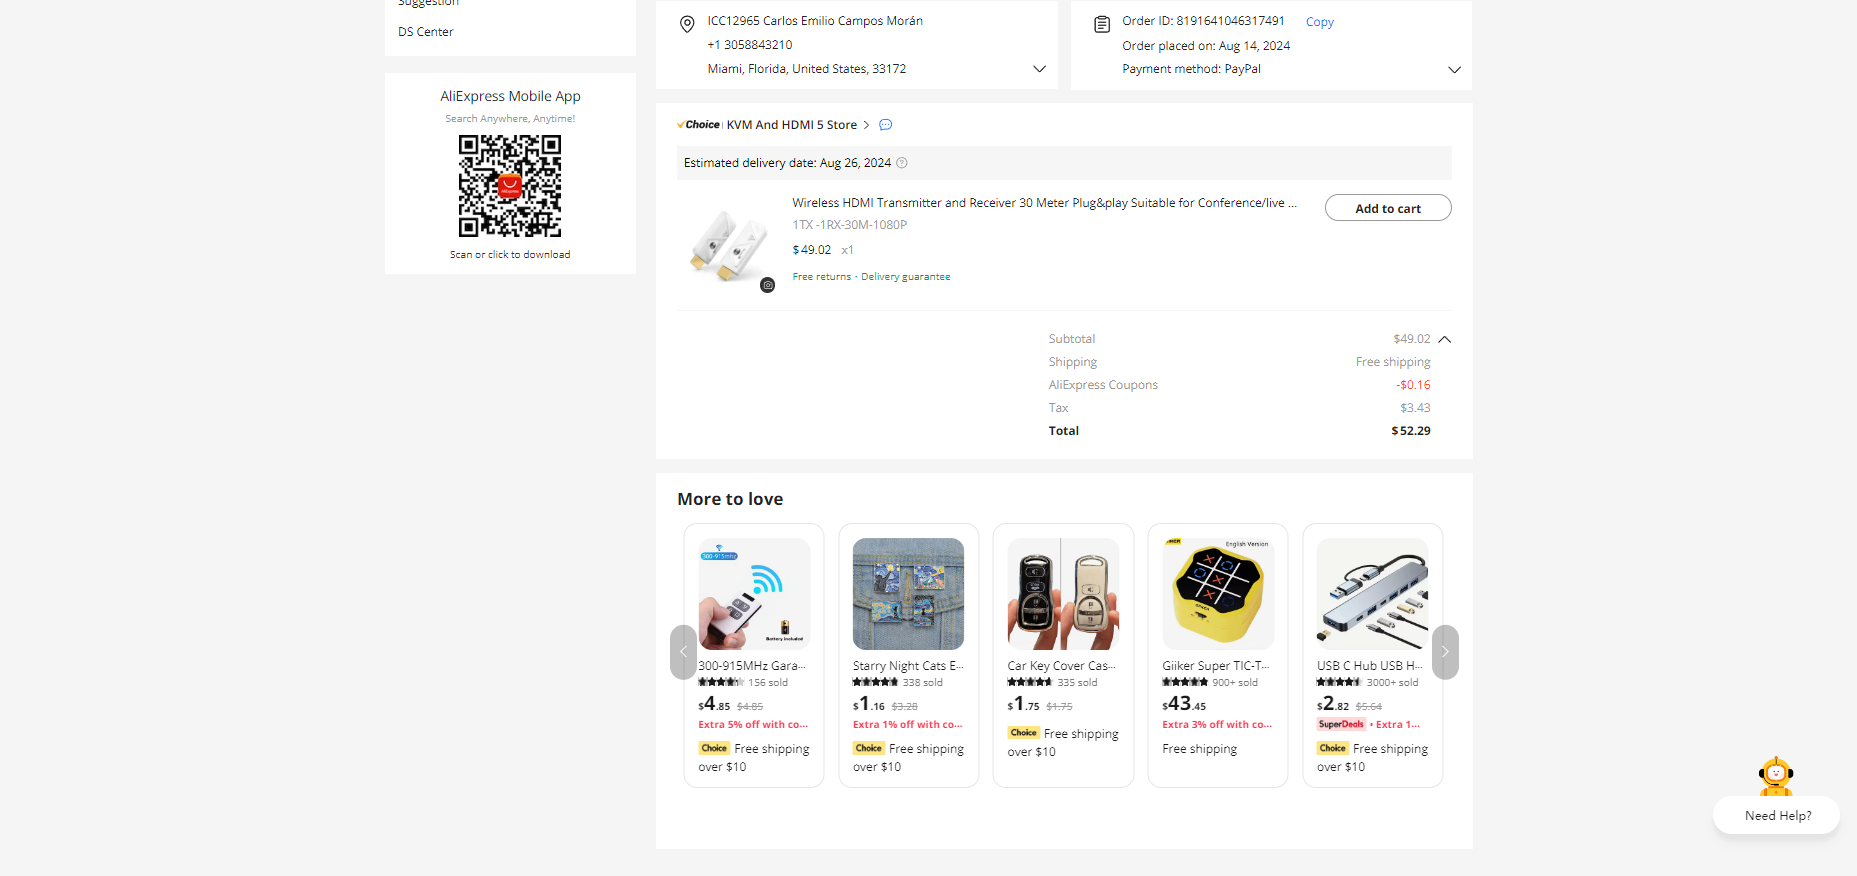 Suggestion
DS Center
AliExpress Mobile App
Search Anywhere, Anytime!
AliExpress
Scan or click to download
ICC12965 Carlos Emilio Campos Morán
+1 3058843210
Miami, Florida, United States, 33172
Order ID: 8191641046317491 Copy
Order placed on: Aug 14, 2024
Payment method: PayPal
Choice KVM And HDMI 5 Store
Estimated delivery date: Aug 26, 2024
Wireless HDMI Transmitter and Receiver 30 Meter Plug&play Suitable for Conference/live ...
1TX -1RX-30M-1080P
$49.02 x1
Free returns · Delivery guarantee
Add to cart
Subtotal $49.02
Shipping Free shipping
AliExpress Coupons -$0.16
Tax $3.43
Total $52.29
More to love
300-915mhz
Battery included
300-915MHz Gara...
156 sold
$4.85 $4.85
Extra 5% off with co...
Choice Free shipping
over $10
Starry Night Cats E...
338 sold
$1.16 $3.28
Extra 1% off with co...
Choice Free shipping
over $10
Car Key Cover Cas...
335 sold
$1.75 $1.75
Choice Free shipping
over $10
English Version
Giiker Super TIC-T...
900+ sold
$43.45
Extra 3% off with co...
Free shipping
USB C Hub USB H...
3000+ sold
$2.82 $5.64
SuperDeals • Extra 1...
Choice Free shipping
over $10
Need Help?